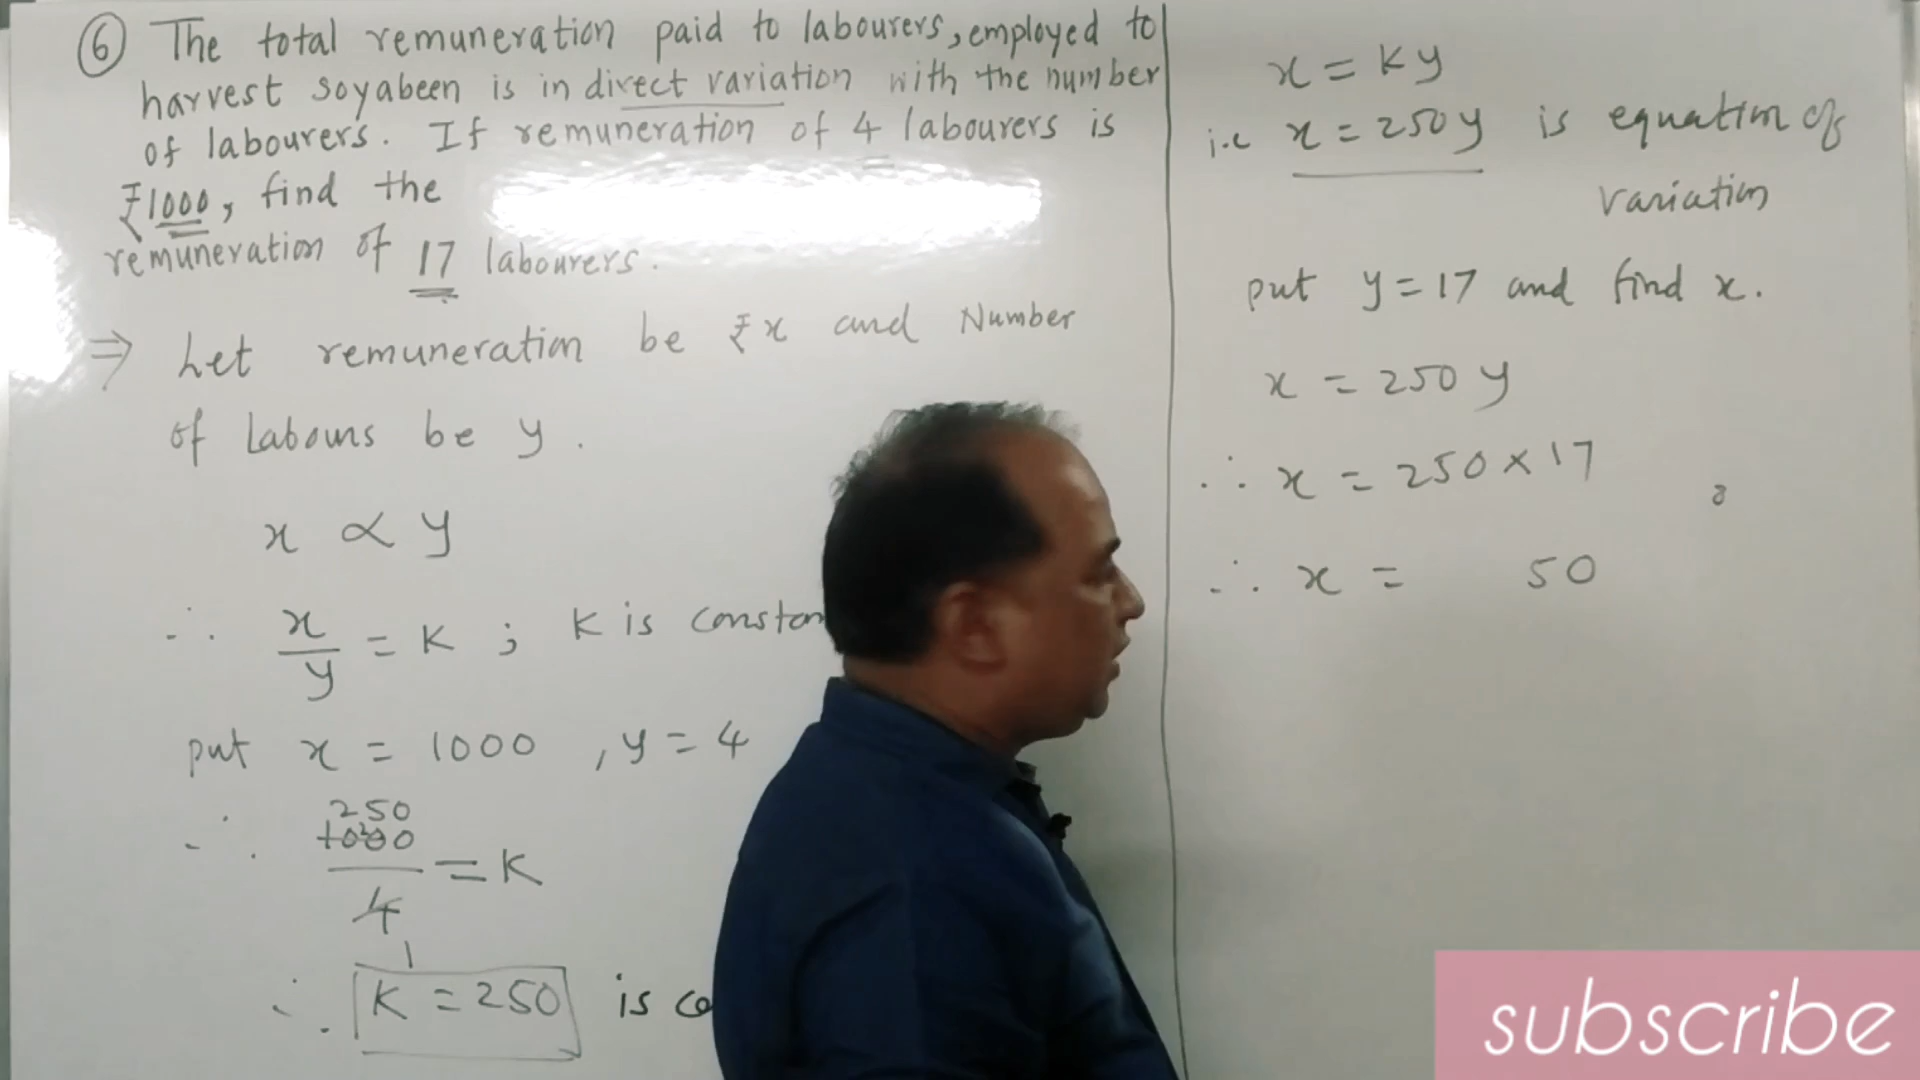 ⑥ The total remuneration paid to labourers, employed to
harvest soyabeen is in direct variation with the number
of labourers. If remuneration of 4 labourers is
₹1000, find the
remuneration of 17 labourers.
⇒ Let remuneration be ₹x and Number
of Labours be y.
x ∝ y
∴ x/y = K ; K is constan
put x = 1000 , y = 4
250
∴ 1000/4 = K
1
∴ K = 250 is co
x = Ky
i.e x = 250y is equation of
variation
put y = 17 and find x.
x = 250 y
∴ x = 250 × 17
∴ x = 50
subscribe